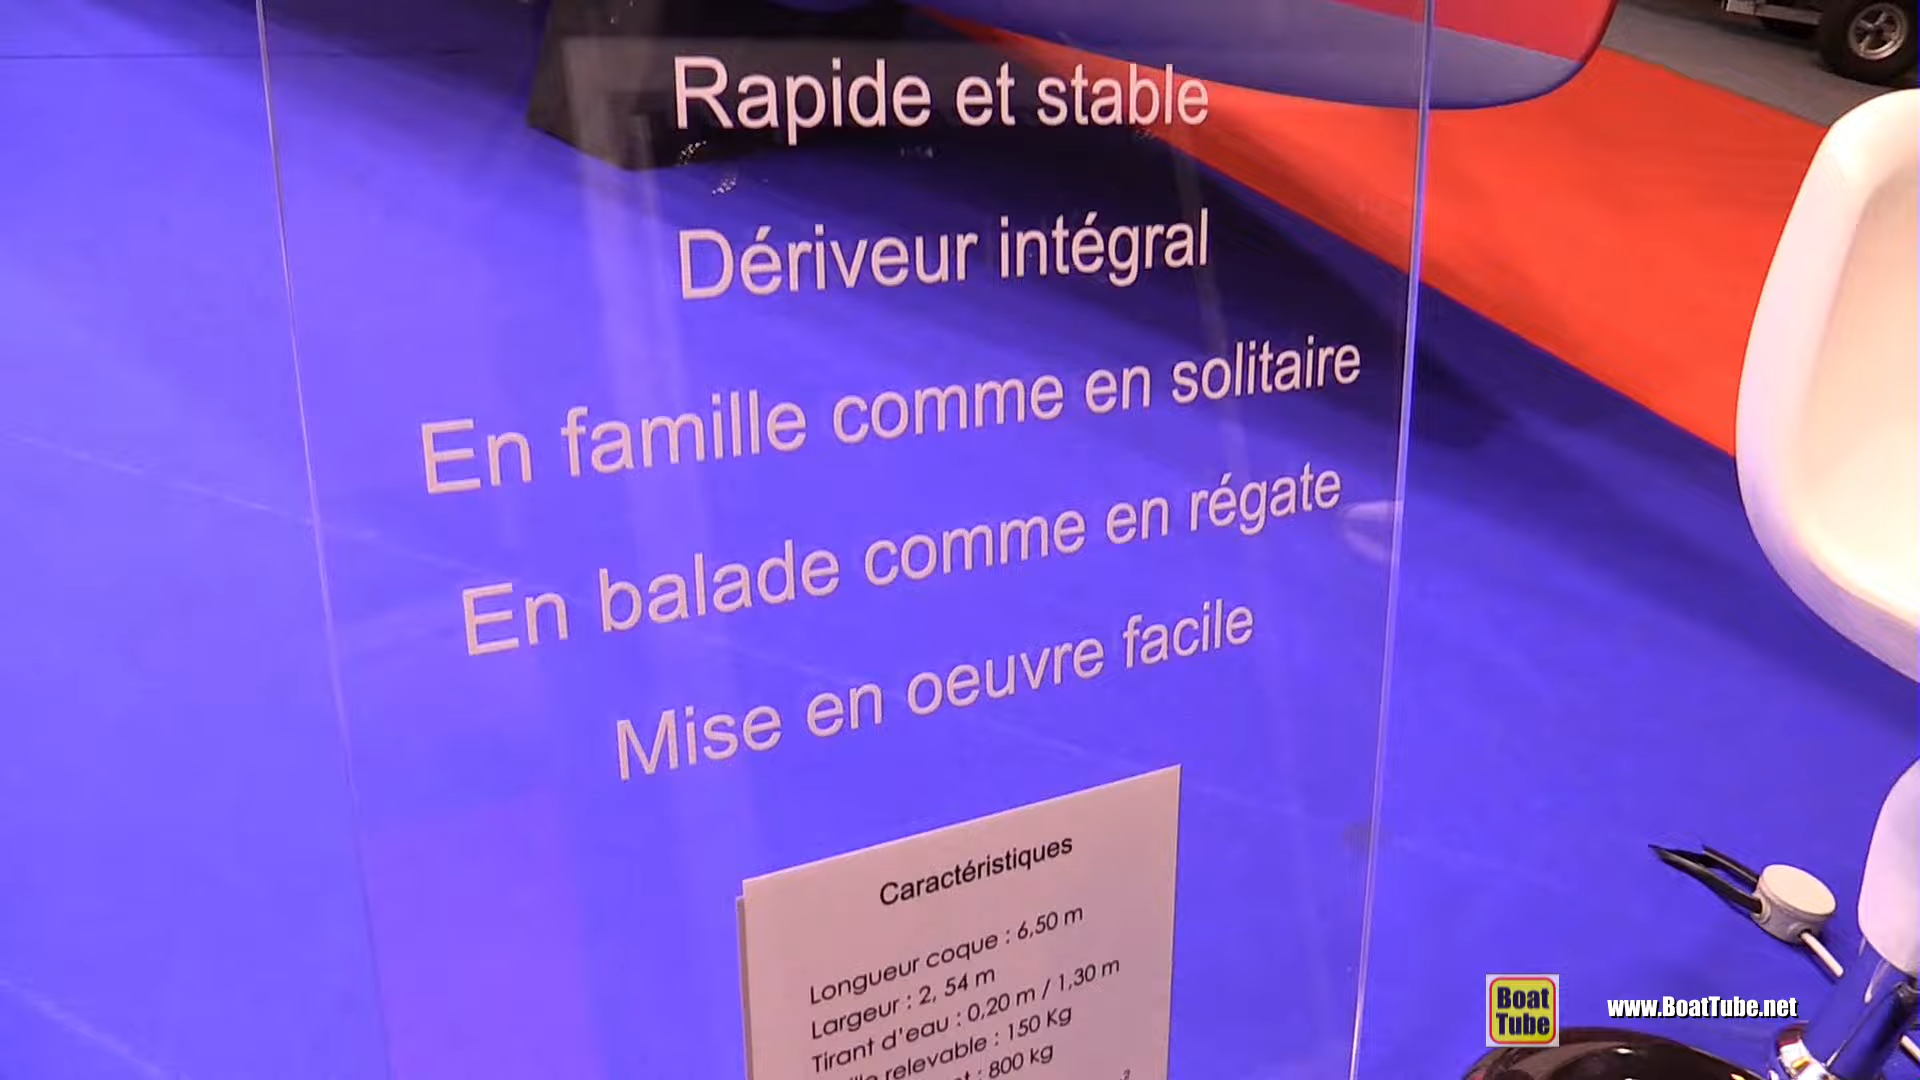 Rapide et stable
Dériveur intégral
En famille comme en solitaire
En balade comme en régate
Mise en oeuvre facile
Caractéristiques
Longueur coque : 6,50 m
Largeur : 2, 54 m
Tirant d'eau : 0,20 m / 1,30 m
relevable : 150 Kg
: 800 kg
Boat
Tube
www.BoatTube.net